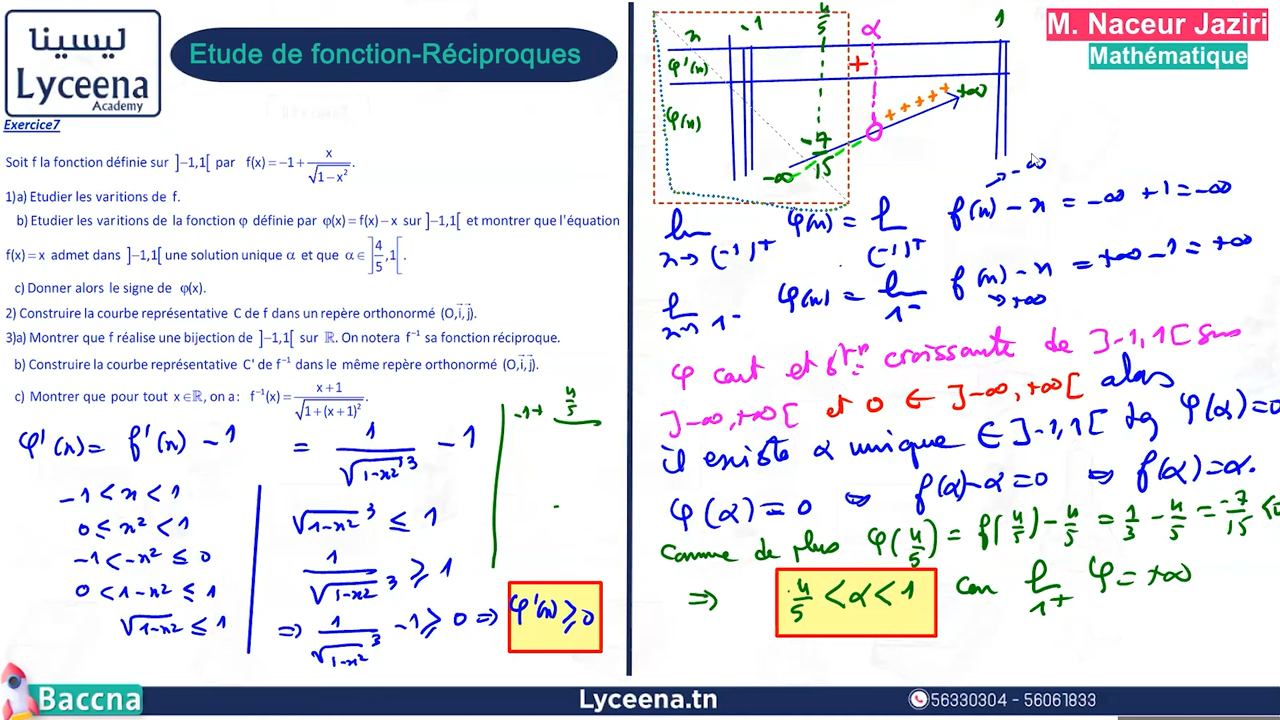 ليسينا
Lyceena
Academy
Etude de fonction-Réciproques
M. Naceur Jaziri
Mathématique
Exercice7
Soit f la fonction définie sur ]−1,1[ par f(x) = −1 + x/√(1−x²).
1)a) Etudier les varitions de f.
b) Etudier les varitions de la fonction φ définie par φ(x) = f(x) − x sur ]−1,1[ et montrer que l'équation
f(x) = x admet dans ]−1,1[ une solution unique α et que α ∈ ]4/5, 1[.
c) Donner alors le signe de φ(x).
2) Construire la courbe représentative C de f dans un repère orthonormé (O, i, j).
3)a) Montrer que f réalise une bijection de ]−1,1[ sur ℝ. On notera f⁻¹ sa fonction réciproque.
b) Construire la courbe représentative C' de f⁻¹ dans le même repère orthonormé (O, i, j).
c) Montrer que pour tout x ∈ ℝ, on a : f⁻¹(x) = (x+1)/√(1+(x+1)²).
φ'(x) = f'(x) − 1 = 1/√(1−x²)³ − 1
−1 < x < 1
0 ≤ x² < 1
−1 < −x² ≤ 0
0 < 1−x² ≤ 1
√(1−x²) ≤ 1
√(1−x²)³ ≤ 1
1/√(1−x²)³ ≥ 1
⇒ 1/√(1−x²)³ − 1 ≥ 0 ⇒ φ'(x) ≥ 0
−1 + 4/5
x -1 4/5 α 1
φ'(x) +
φ(x) −∞ −7/15 0 + + + + + +∞
lim x→(−1)⁺ φ(x) = lim (−1)⁺ f(x) − x = −∞ + 1 = −∞
→ −∞
lim x→1⁻ φ(x) = lim 1⁻ f(x) − x = +∞ − 1 = +∞
→ +∞
φ cont et st croissante de ]−1,1[ sur
]−∞,+∞[ et 0 ∈ ]−∞,+∞[ alors
il existe α unique ∈ ]−1,1[ tq φ(α) = 0
φ(α) = 0 ⇔ f(α) − α = 0 ⇔ f(α) = α.
Comme de plus φ(4/5) = f(4/5) − 4/5 = 1/3 − 4/5 = −7/15 < 0
⇒ 4/5 < α < 1 car lim 1⁺ φ = +∞
Baccna
Lyceena.tn
56330304 - 56061833